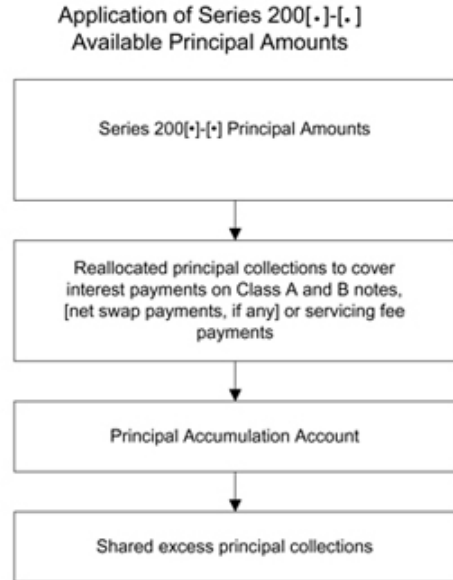 Application of Series 200[•]-[•]
Available Principal Amounts
Series 200[•]-[•] Principal Amounts
Reallocated principal collections to cover
interest payments on Class A and B notes,
[net swap payments, if any] or servicing fee
payments
Principal Accumulation Account
Shared excess principal collections